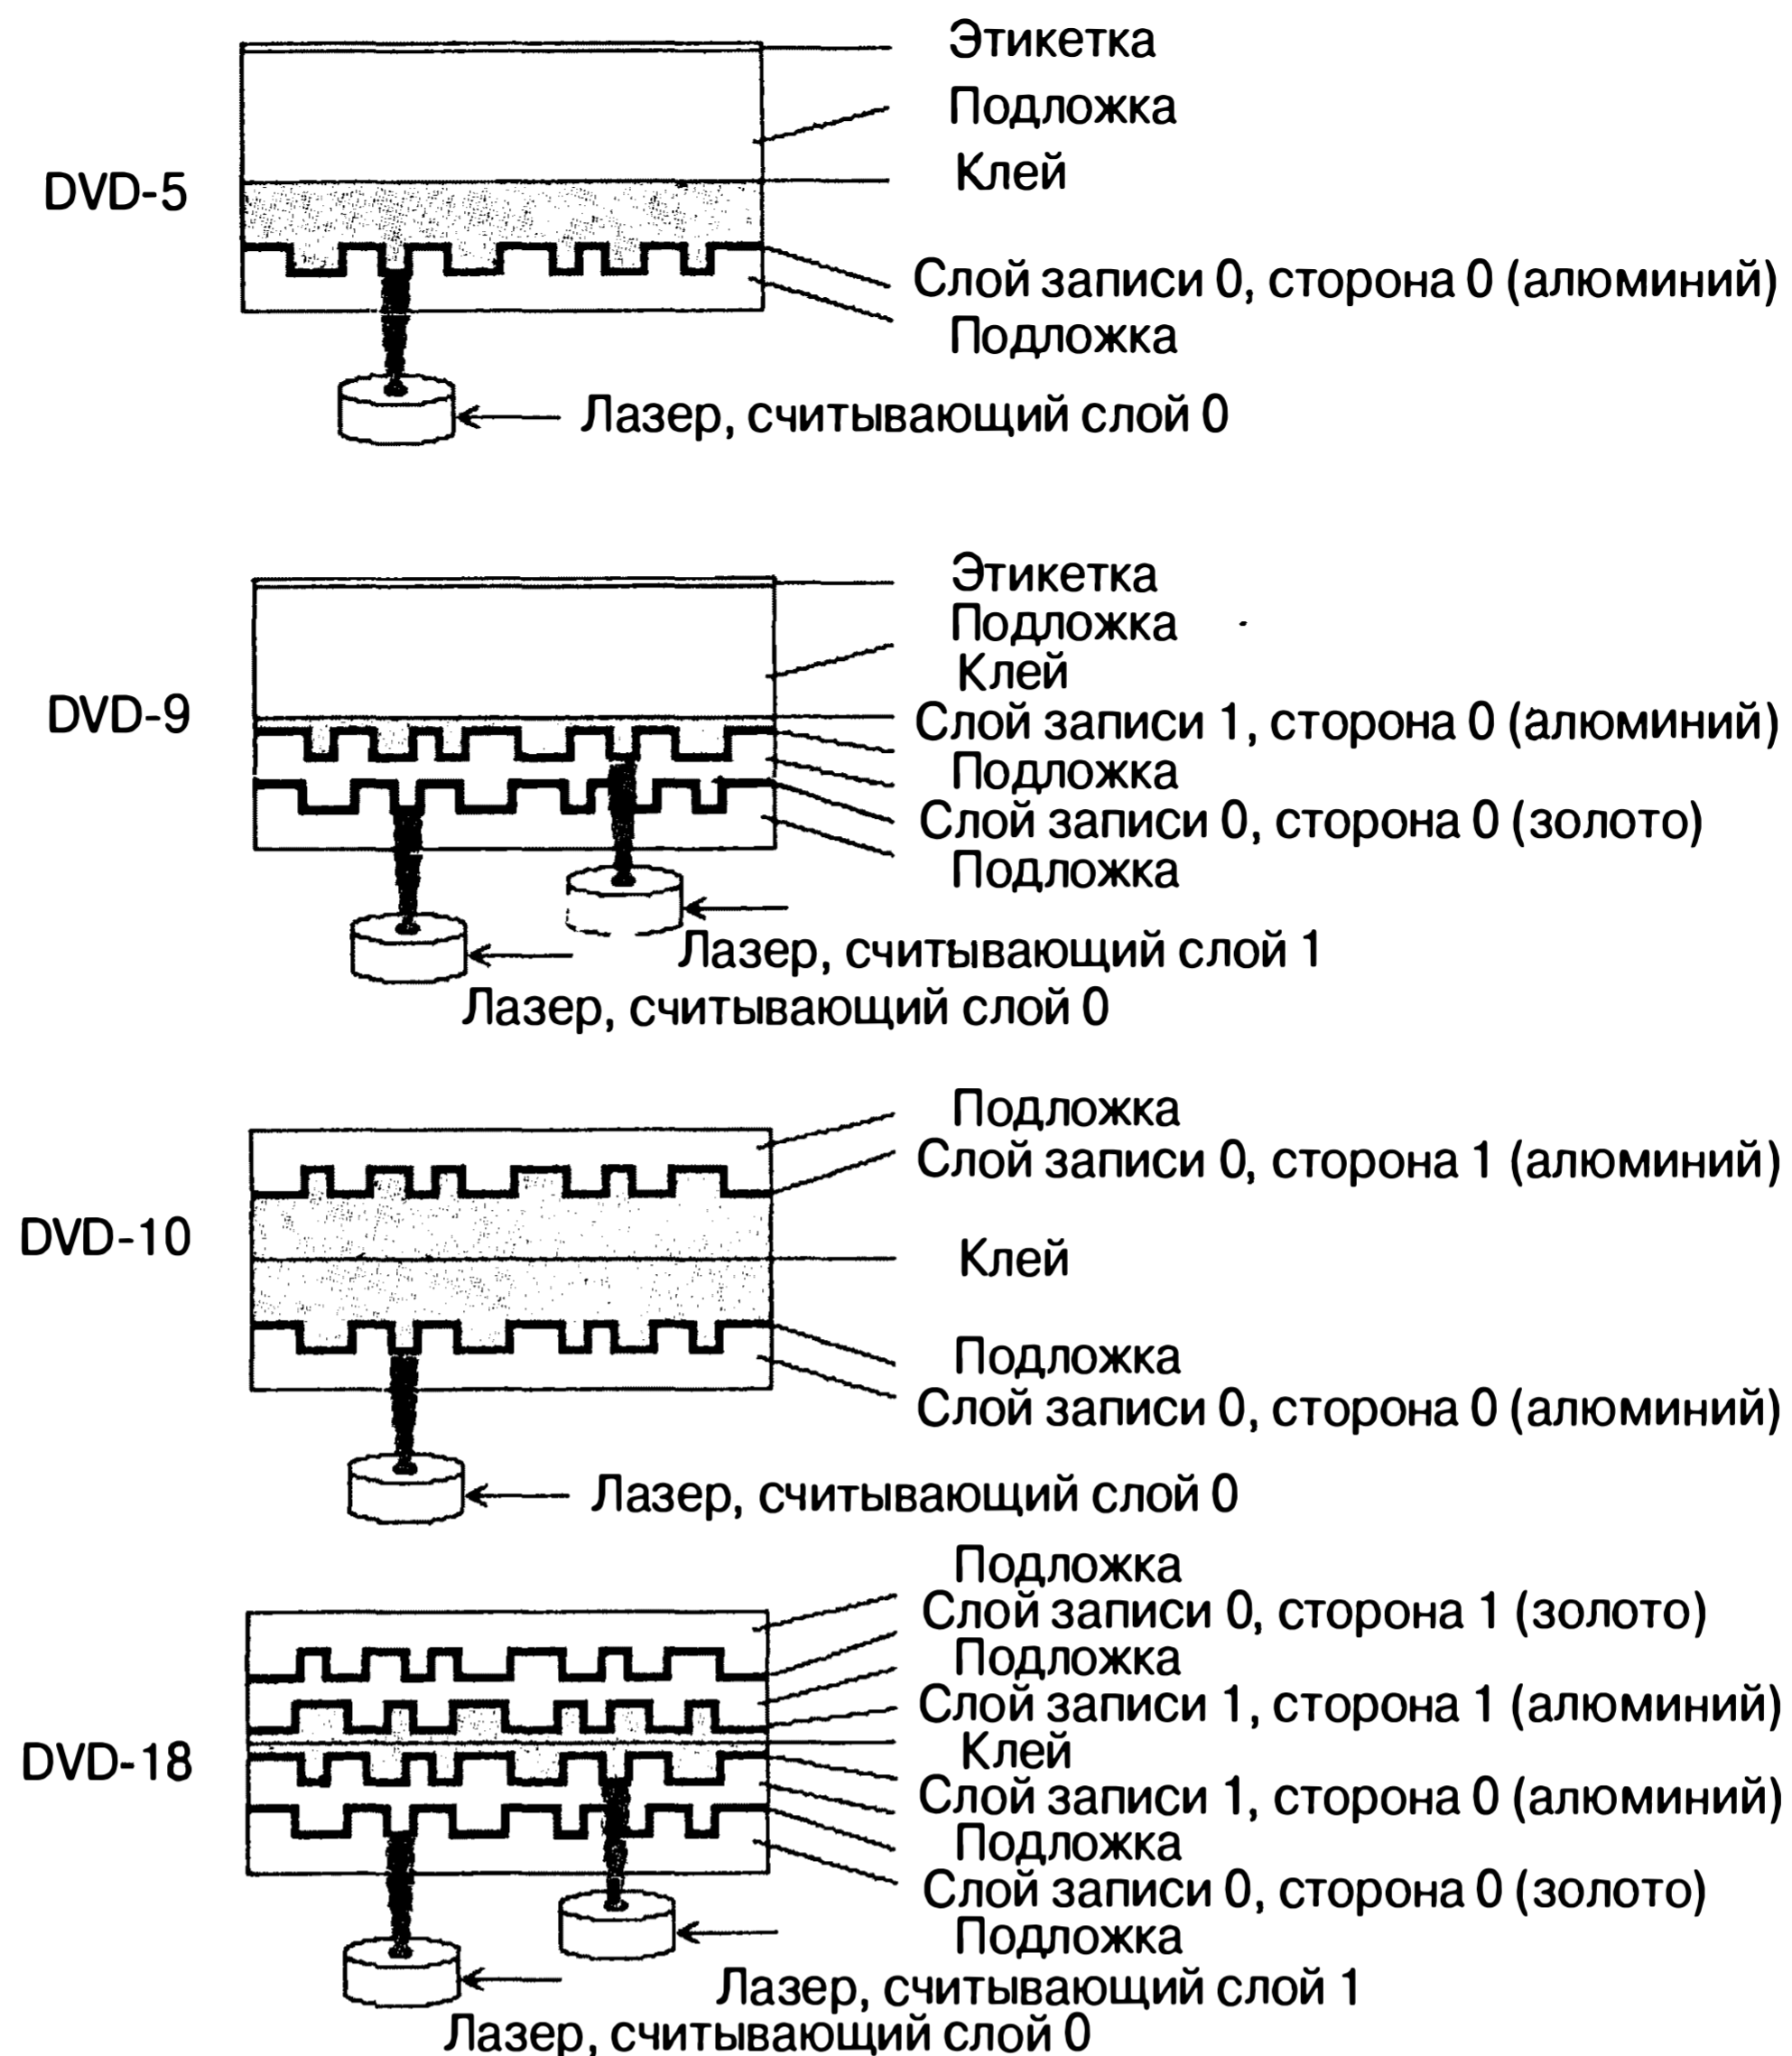 Этикетка
Подложка
Клей
DVD-5
Слой записи 0, сторона 0 (алюминий)
Подложка
Лазер, считывающий слой 0
Этикетка
Подложка
Клей
DVD-9
Слой записи 1, сторона 0 (алюминий)
Подложка
Слой записи 0, сторона 0 (золото)
Подложка
Лазер, считывающий слой 1
Лазер, считывающий слой 0
Подложка
Слой записи 0, сторона 1 (алюминий)
DVD-10
Клей
Подложка
Слой записи 0, сторона 0 (алюминий)
Лазер, считывающий слой 0
Подложка
Слой записи 0, сторона 1 (золото)
Подложка
Слой записи 1, сторона 1 (алюминий)
DVD-18
Клей
Слой записи 1, сторона 0 (алюминий)
Подложка
Слой записи 0, сторона 0 (золото)
Подложка
Лазер, считывающий слой 1
Лазер, считывающий слой 0